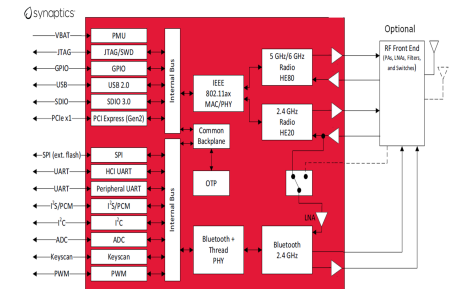 synaptics
VBAT
PMU
JTAG
JTAG/SWD
GPIO
GPIO
USB
USB 2.0
SDIO
SDIO 3.0
PCIe x1
PCI Express (Gen2)
Internal Bus
IEEE
802.11ax
MAC/PHY
5 GHz/6 GHz
Radio
HE80
2.4 GHz
Radio
HE20
Optional
RF Front End
(PAs, LNAs, Filters,
and Switches)
Common
Backplane
OTP
SPI (ext. flash)
SPI
UART
HCI UART
UART
Peripheral UART
I²S/PCM
I²S/PCM
I²C
I²C
ADC
ADC
Keyscan
Keyscan
PWM
PWM
Internal Bus
LNA
Bluetooth +
Thread
PHY
Bluetooth
2.4 GHz